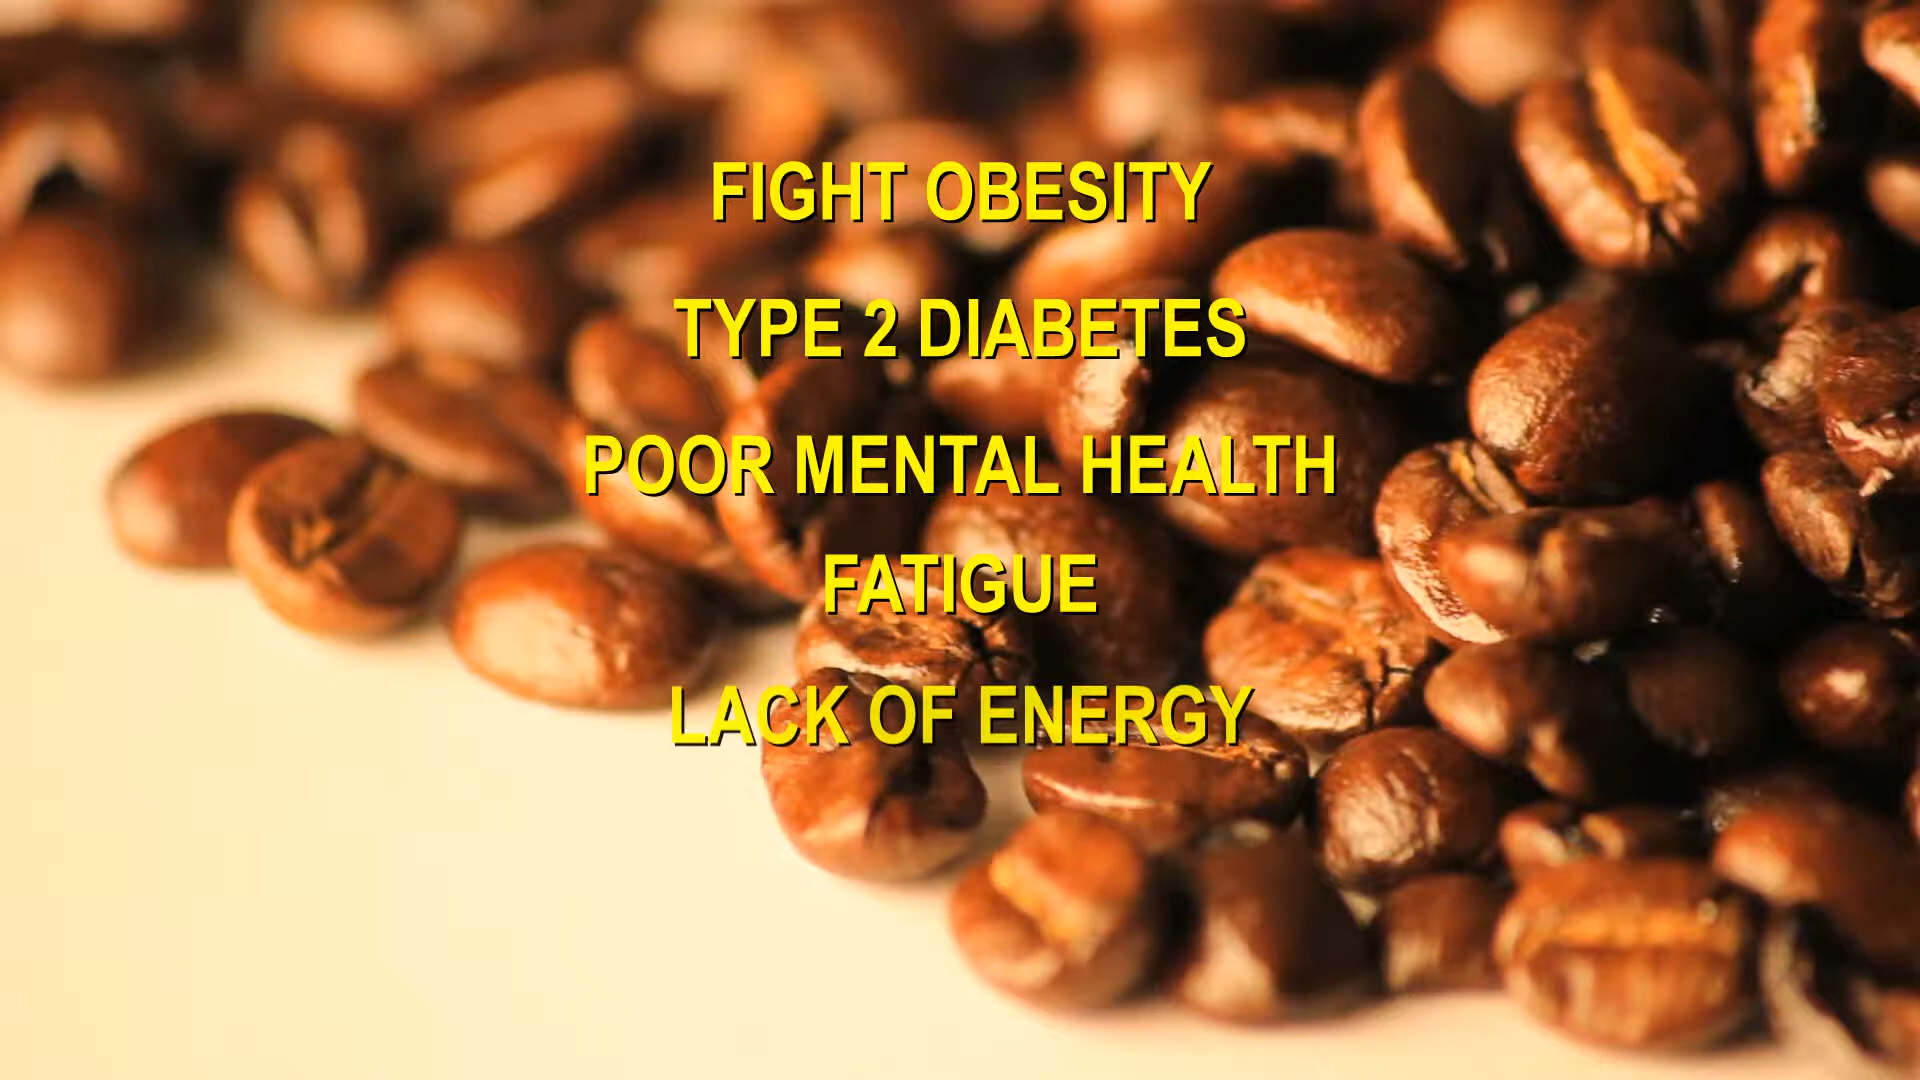 FIGHT OBESITY
TYPE 2 DIABETES
POOR MENTAL HEALTH
FATIGUE
LACK OF ENERGY